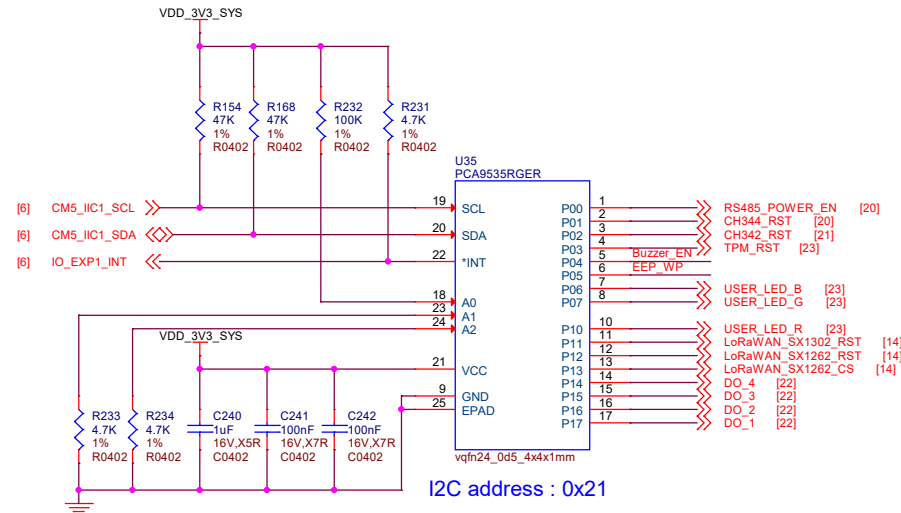 VDD_3V3_SYS
R154
47K
1%
R0402
R168
47K
1%
R0402
R232
100K
1%
R0402
R231
4.7K
1%
R0402
U35
PCA9535RGER
[6] CM5_IIC1_SCL
19 SCL
[6] CM5_IIC1_SDA
20 SDA
[6] IO_EXP1_INT
22 *INT
18 A0
23 A1
24 A2
21 VCC
9 GND
25 EPAD
P00 1 RS485_POWER_EN [20]
P01 2 CH344_RST [20]
P02 3 CH342_RST [21]
P03 4 TPM_RST [23]
P04 5 Buzzer_EN
P05 6 EEP_WP
P06 7 USER_LED_B [23]
P07 8 USER_LED_G [23]
P10 10 USER_LED_R [23]
P11 11 LoRaWAN_SX1302_RST [14]
P12 12 LoRaWAN_SX1262_RST [14]
P13 13 LoRaWAN_SX1262_CS [14]
P14 14 DO_4 [22]
P15 15 DO_3 [22]
P16 16 DO_2 [22]
P17 17 DO_1 [22]
VDD_3V3_SYS
R233
4.7K
1%
R0402
R234
4.7K
1%
R0402
C240
1uF
16V,X5R
C0402
C241
100nF
16V,X7R
C0402
C242
100nF
16V,X7R
C0402
vqfn24_0d5_4x4x1mm
I2C address : 0x21